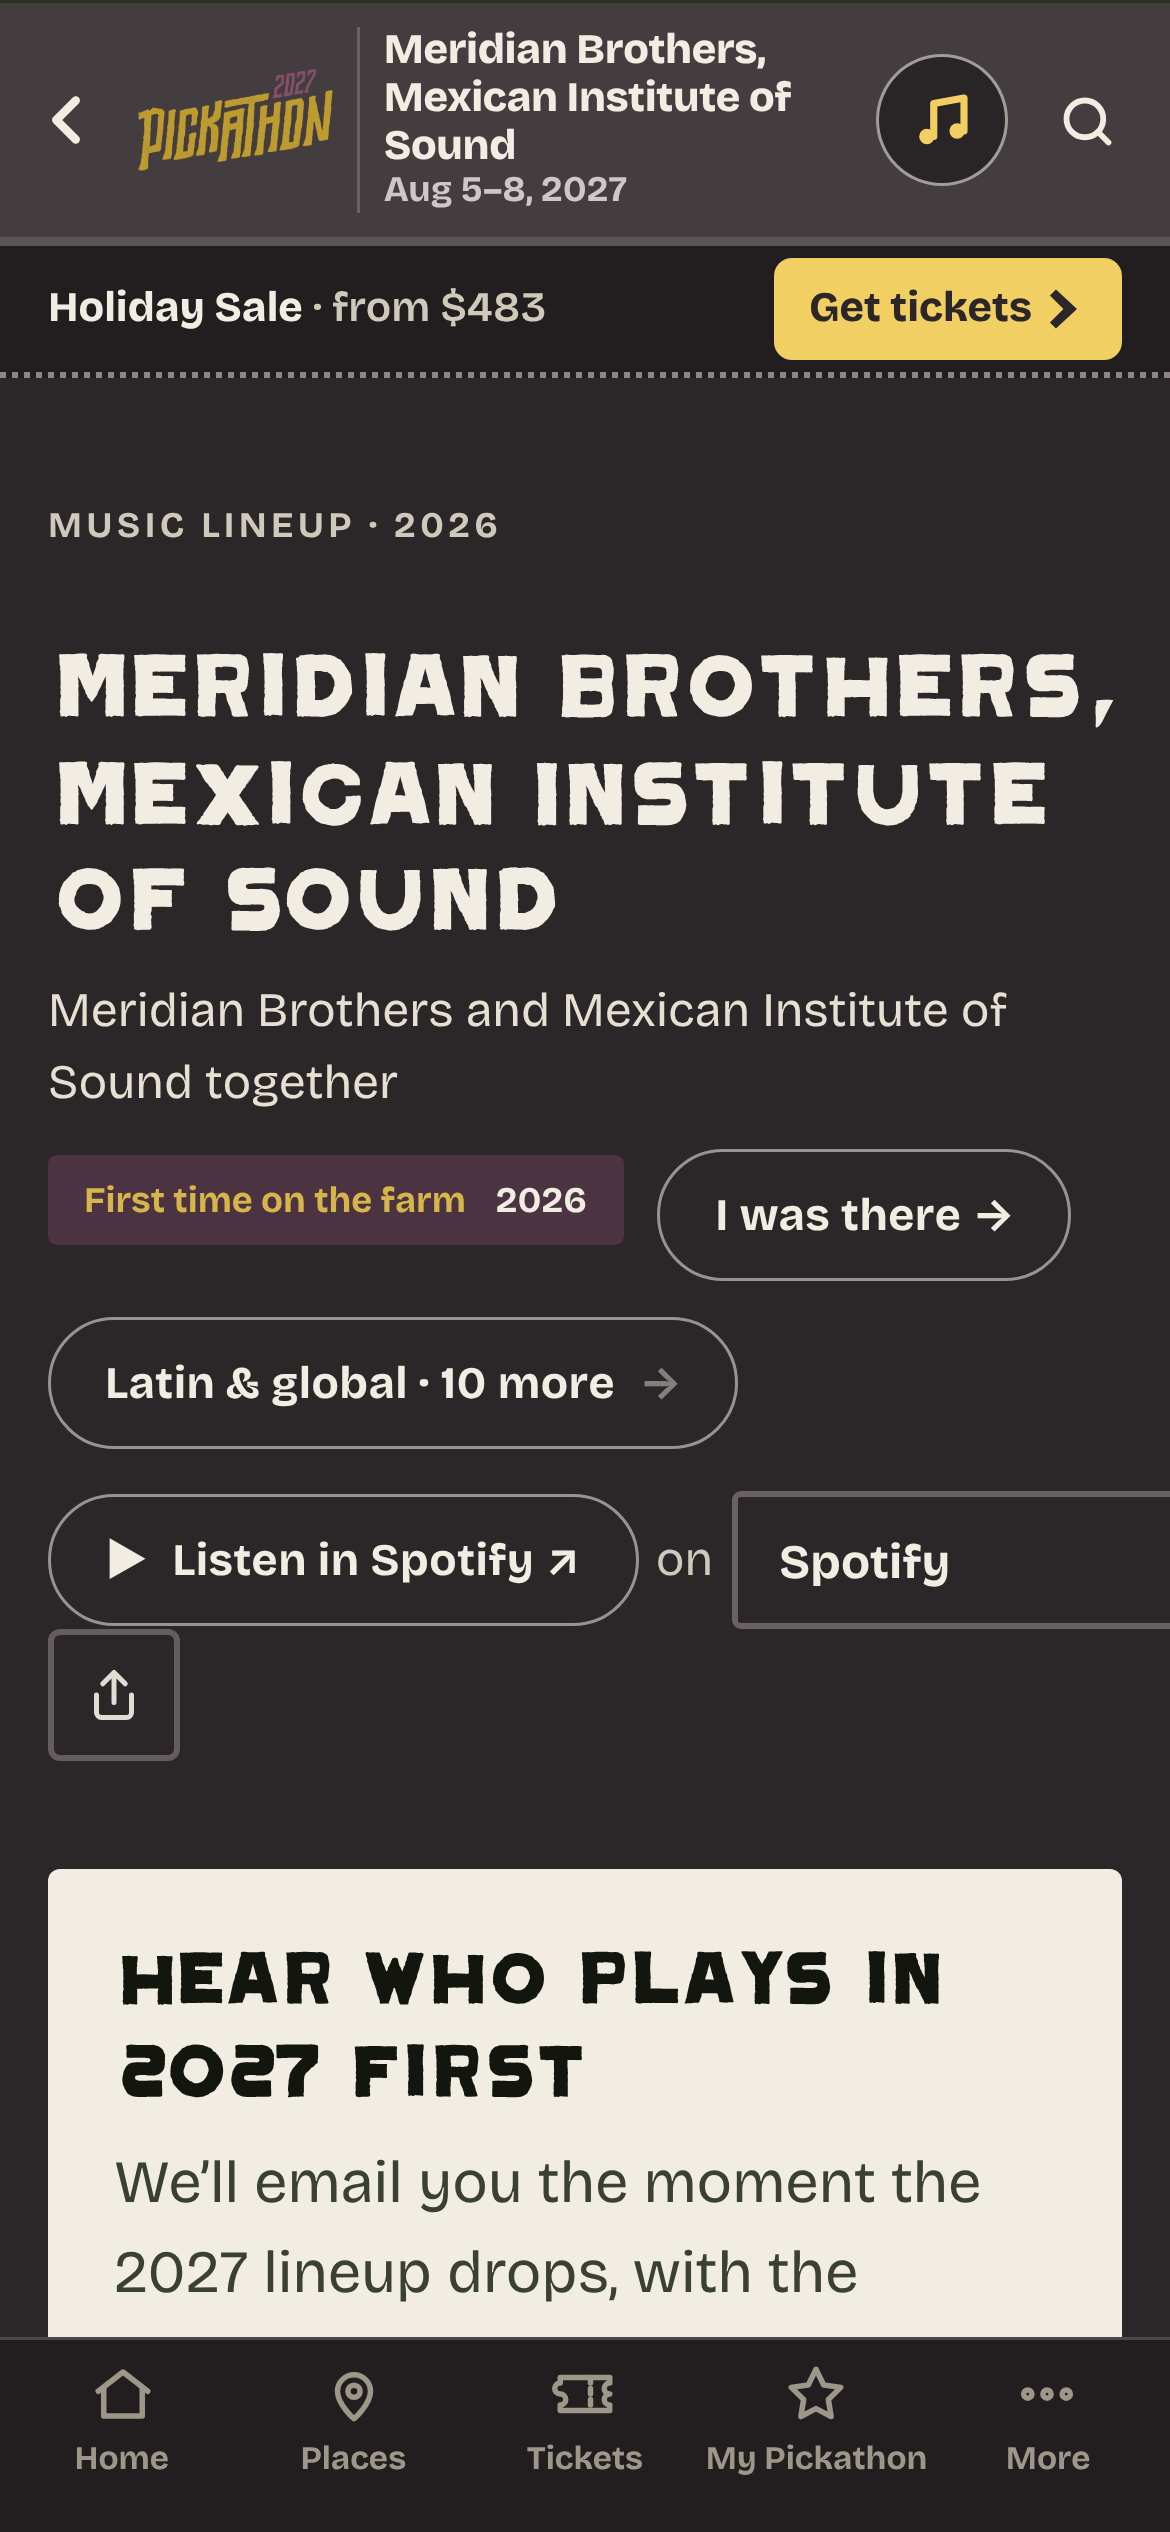 2027
PICKATHON
Meridian Brothers,
Mexican Institute of
Sound
Aug 5–8, 2027
Holiday Sale · from $483
Get tickets
MUSIC LINEUP · 2026
MERIDIAN BROTHERS,
MEXICAN INSTITUTE
OF SOUND
Meridian Brothers and Mexican Institute of
Sound together
First time on the farm 2026
I was there →
Latin & global · 10 more →
▶ Listen in Spotify ↗ on Spotify
HEAR WHO PLAYS IN
2027 FIRST
We’ll email you the moment the
2027 lineup drops, with the
Home Places Tickets My Pickathon More